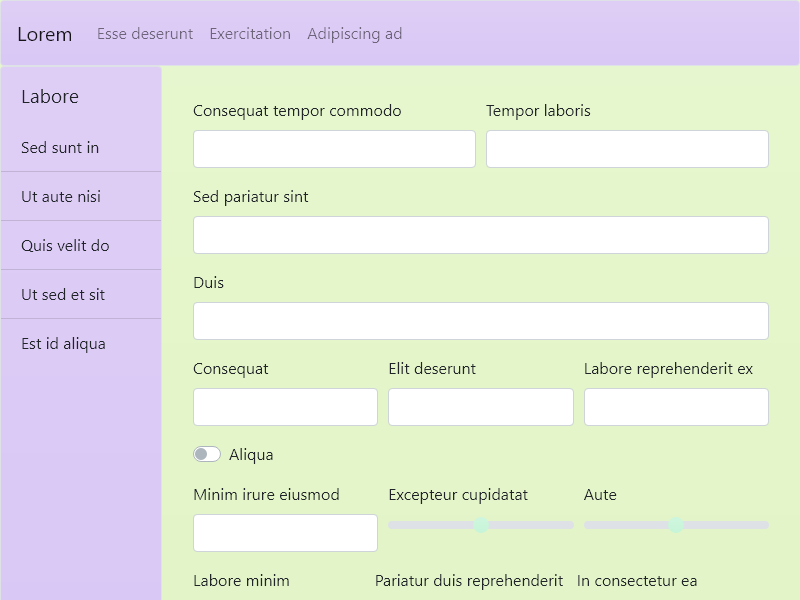 Lorem
Esse deserunt
Exercitation
Adipiscing ad
Labore
Sed sunt in
Ut aute nisi
Quis velit do
Ut sed et sit
Est id aliqua
Consequat tempor commodo
Tempor laboris
Sed pariatur sint
Duis
Consequat
Elit deserunt
Labore reprehenderit ex
Aliqua
Minim irure eiusmod
Excepteur cupidatat
Aute
Labore minim
Pariatur duis reprehenderit
In consectetur ea